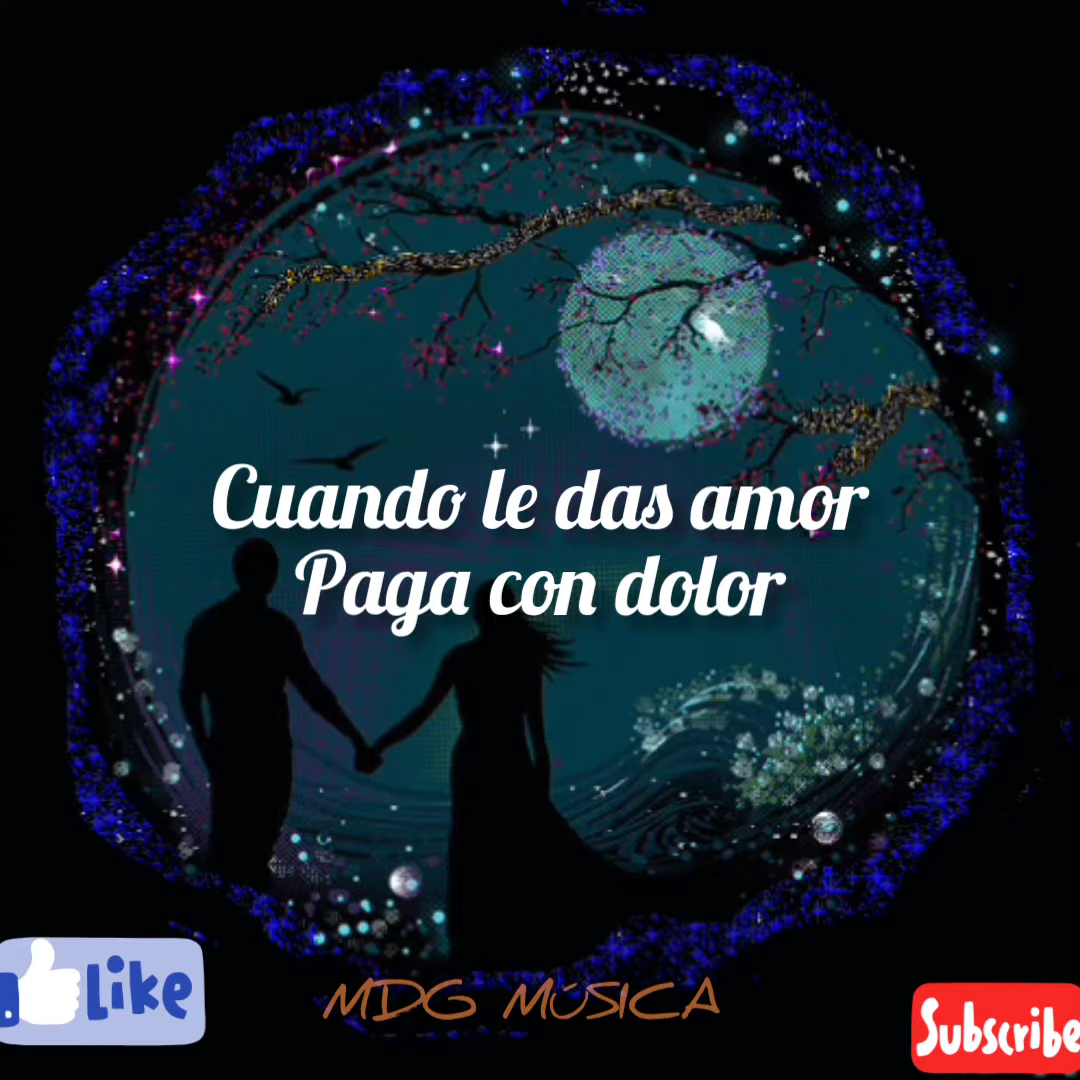 Cuando le das amor
Paga con dolor
Like
MDG MÚSICA
Subscribe